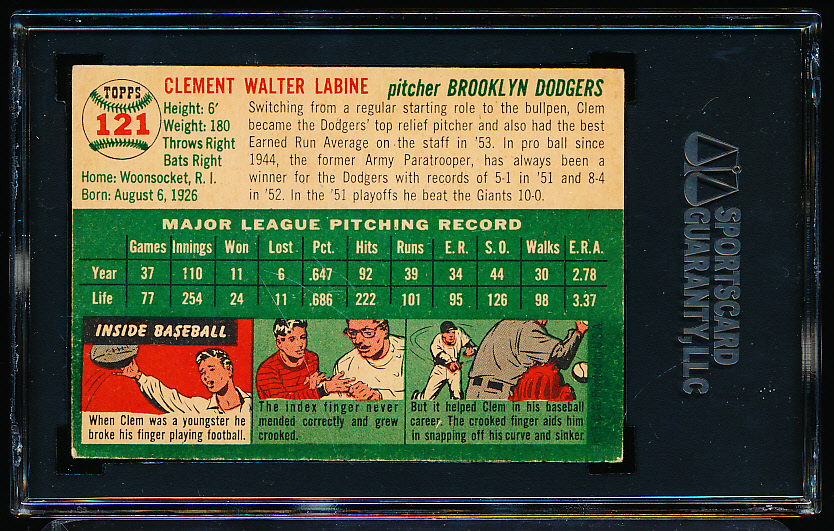 TOPPS
121
CLEMENT WALTER LABINE pitcher BROOKLYN DODGERS
Height: 6'
Weight: 180
Throws Right
Bats Right
Home: Woonsocket, R. I.
Born: August 6, 1926
Switching from a regular starting role to the bullpen, Clem
became the Dodgers' top relief pitcher and also had the best
Earned Run Average on the staff in '53. In pro ball since
1944, the former Army Paratrooper, has always been a
winner for the Dodgers with records of 5-1 in '51 and 8-4
in '52. In the '51 playoffs he beat the Giants 10-0.
MAJOR LEAGUE PITCHING RECORD
Games Innings Won Lost Pct. Hits Runs E.R. S.O. Walks E.R.A.
Year 37 110 11 6 .647 92 39 34 44 30 2.78
Life 77 254 24 11 .686 222 101 95 126 98 3.37
INSIDE BASEBALL
When Clem was a youngster he
broke his finger playing football.
The index finger never
mended correctly and grew
crooked.
But it helped Clem in his baseball
career. The crooked finger aids him
in snapping off his curve and sinker.
SPORTSCARD
GUARANTY, LLC